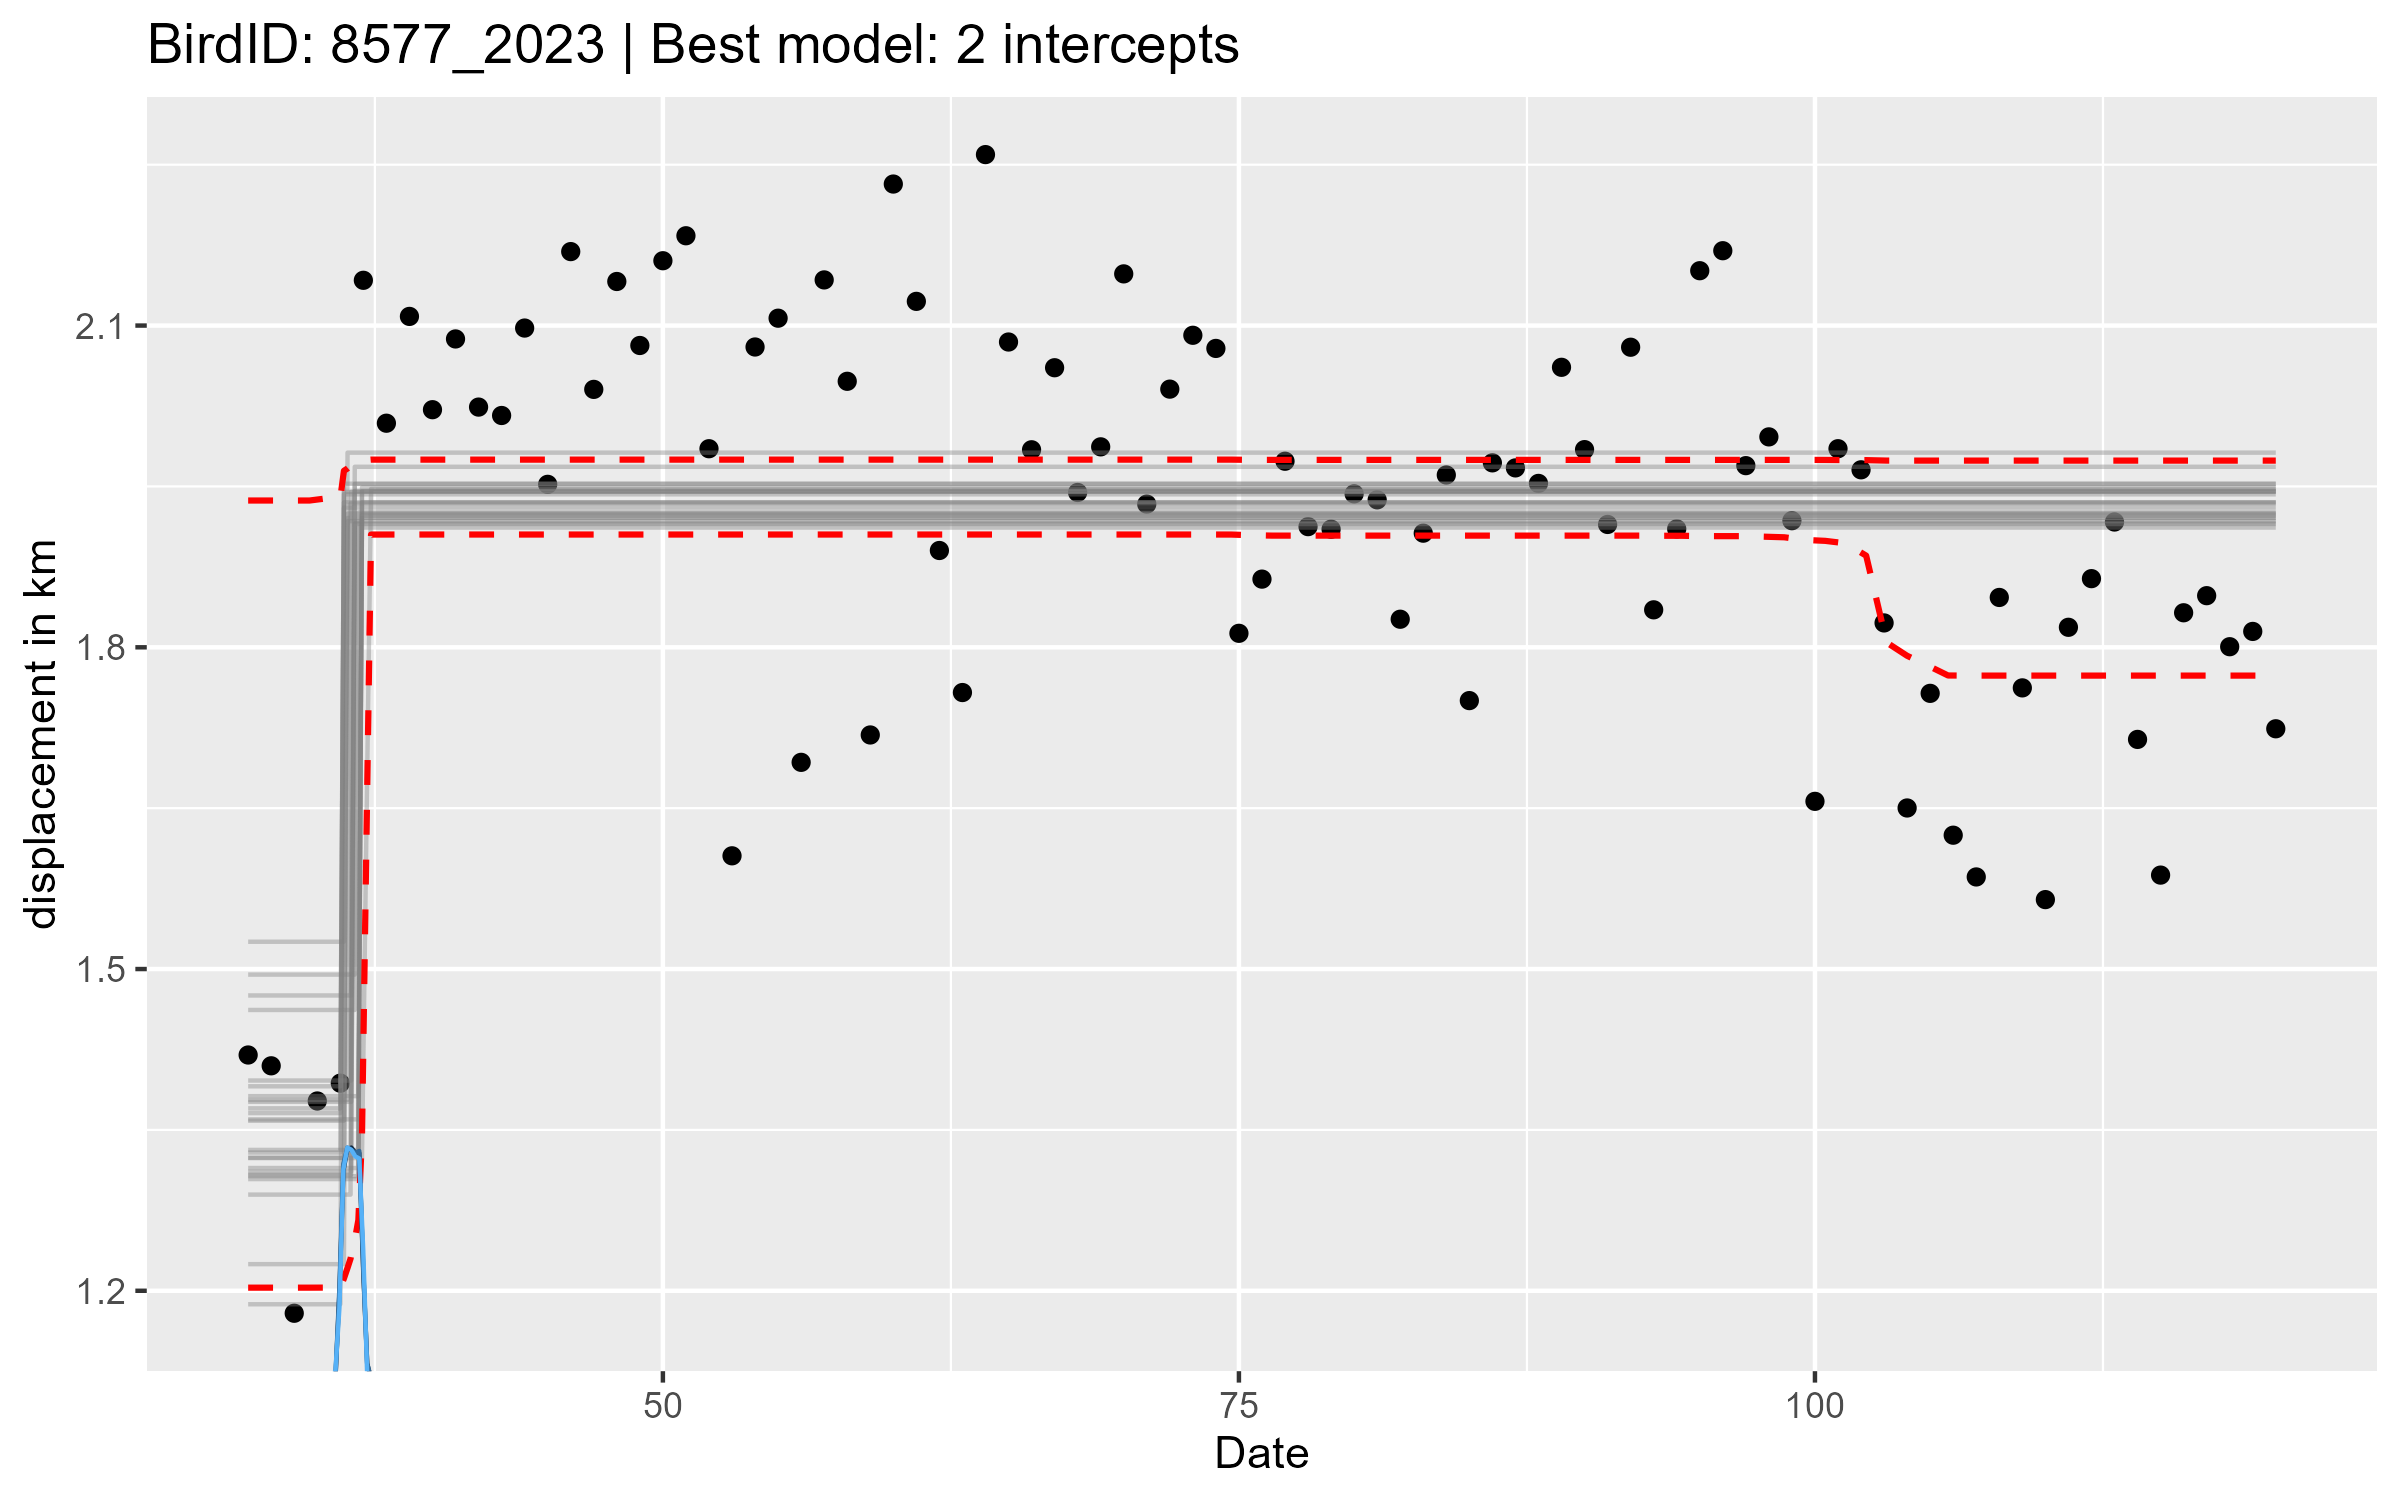 BirdID: 8577_2023 | Best model: 2 intercepts
displacement in km
2.1
1.8
1.5
1.2
50
75
100
Date